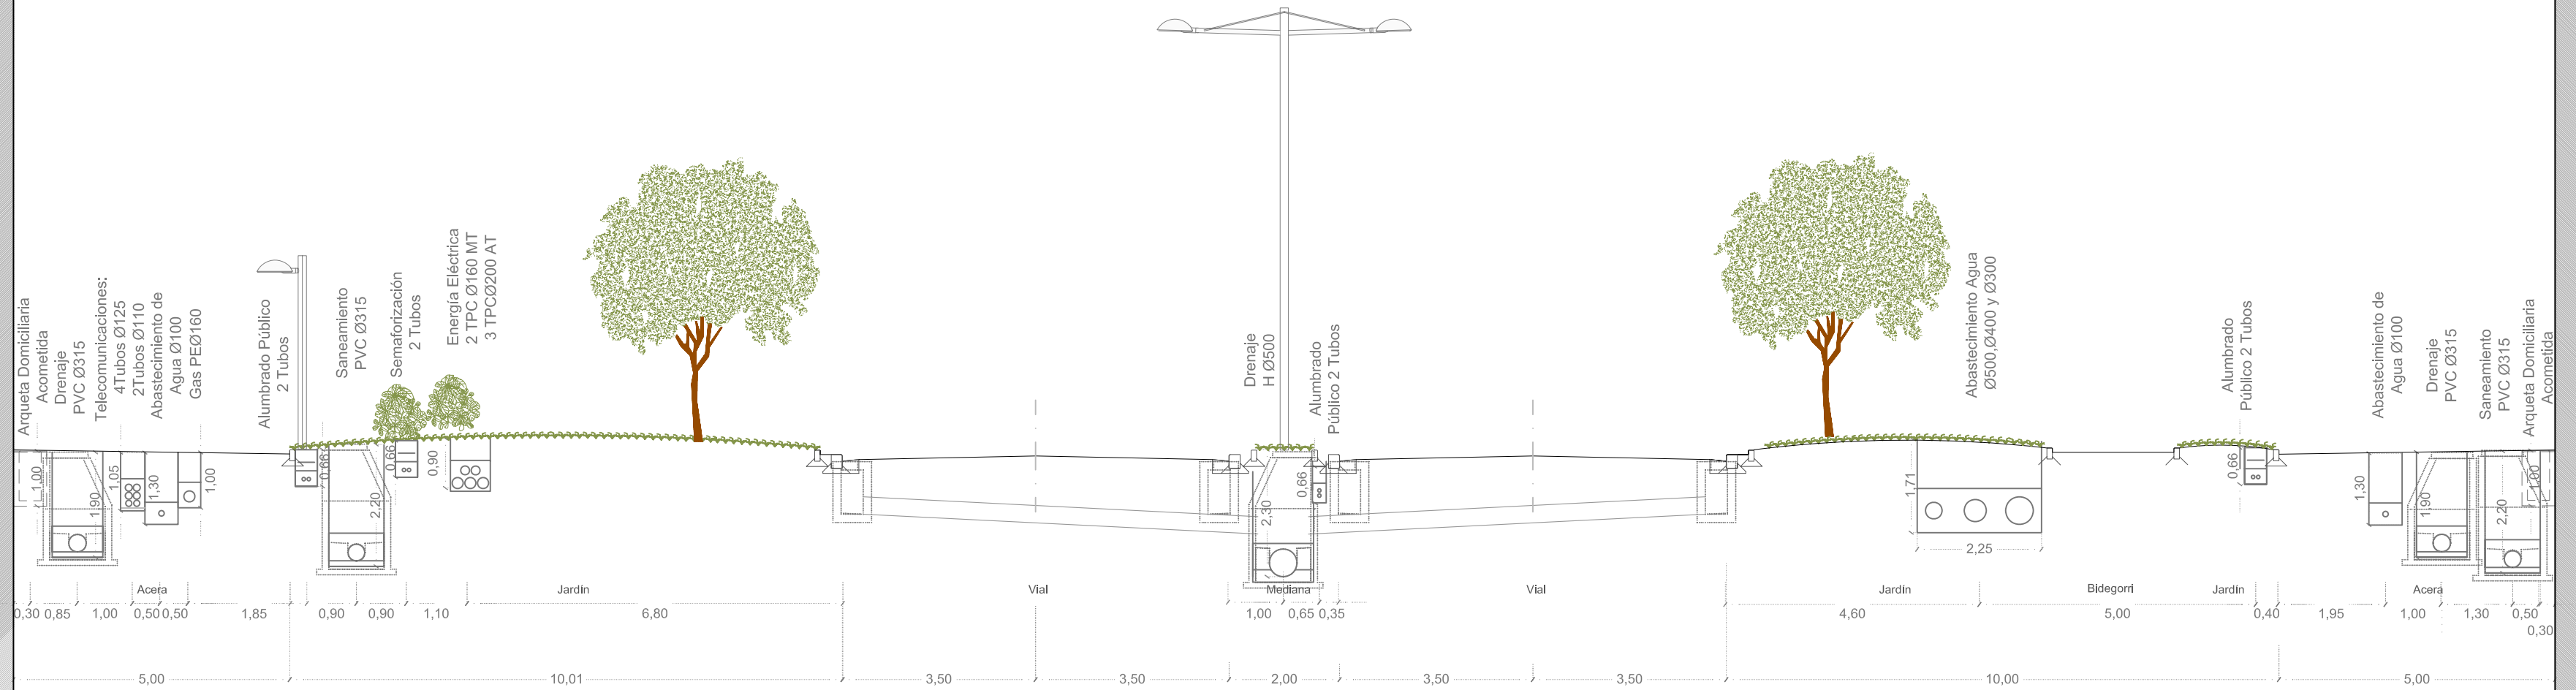 Arqueta Domiciliaria
Acometida
Drenaje
PVC Ø315
Telecomunicaciones:
4Tubos Ø125
2Tubos Ø110
Abastecimiento de
Agua Ø100
Gas PEØ160
Alumbrado Público
2 Tubos
Saneamiento
PVC Ø315
Semaforización
2 Tubos
Energía Eléctrica
2 TPC Ø160 MT
3 TPCØ200 AT
Drenaje
H Ø500
Alumbrado
Público 2 Tubos
Abastecimiento Agua
Ø500,Ø400 y Ø300
Alumbrado
Público 2 Tubos
Abastecimiento de
Agua Ø100
Drenaje
PVC Ø315
Saneamiento
PVC Ø315
Arqueta Domiciliaria
Acometida
1,00
1,90
1,05
1,30
1,00
0,66
2,20
0,66
0,90
2,30
0,66
1,71
2,25
0,66
1,30
1,90
2,20
1,00
Acera
Jardín
Vial
Mediana
Vial
Jardín
Bidegorri
Jardín
Acera
0,30 0,85 1,00 0,50 0,50 1,85 0,90 0,90 1,10 6,80 1,00 0,65 0,35 4,60 5,00 0,40 1,95 1,00 1,30 0,50
0,30
5,00 10,01 3,50 3,50 2,00 3,50 3,50 10,00 5,00